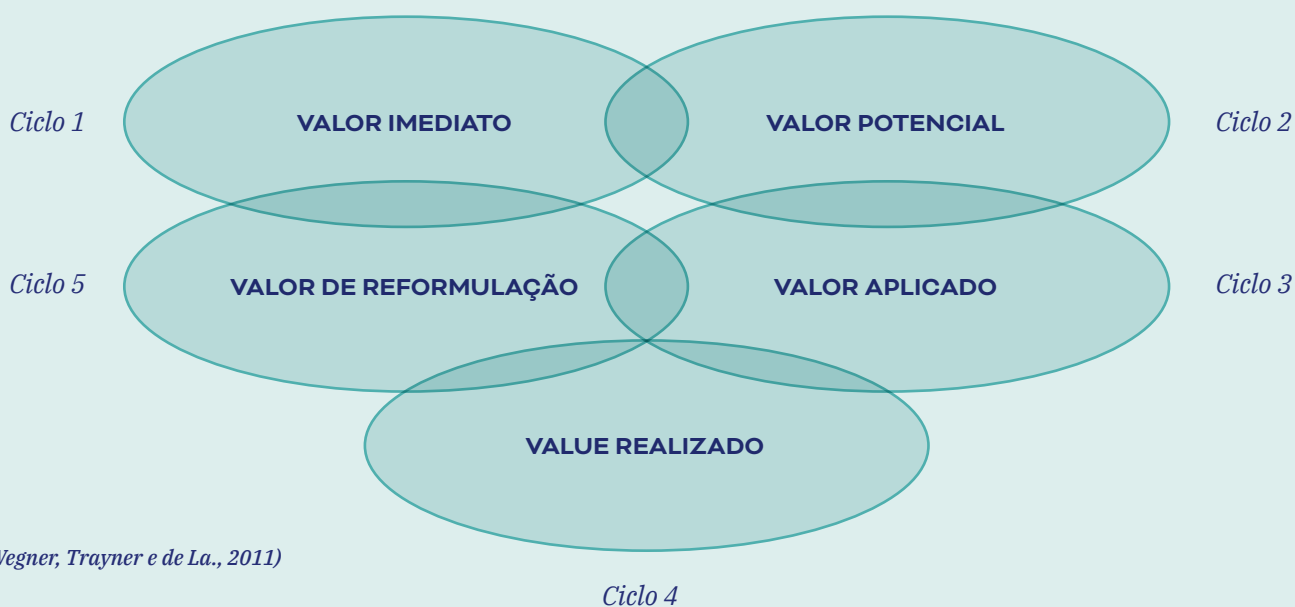 Ciclo 1
VALOR IMEDIATO
VALOR POTENCIAL
Ciclo 2
Ciclo 5
VALOR DE REFORMULAÇÃO
VALOR APLICADO
Ciclo 3
VALUE REALIZADO
Vegner, Trayner e de La., 2011)
Ciclo 4